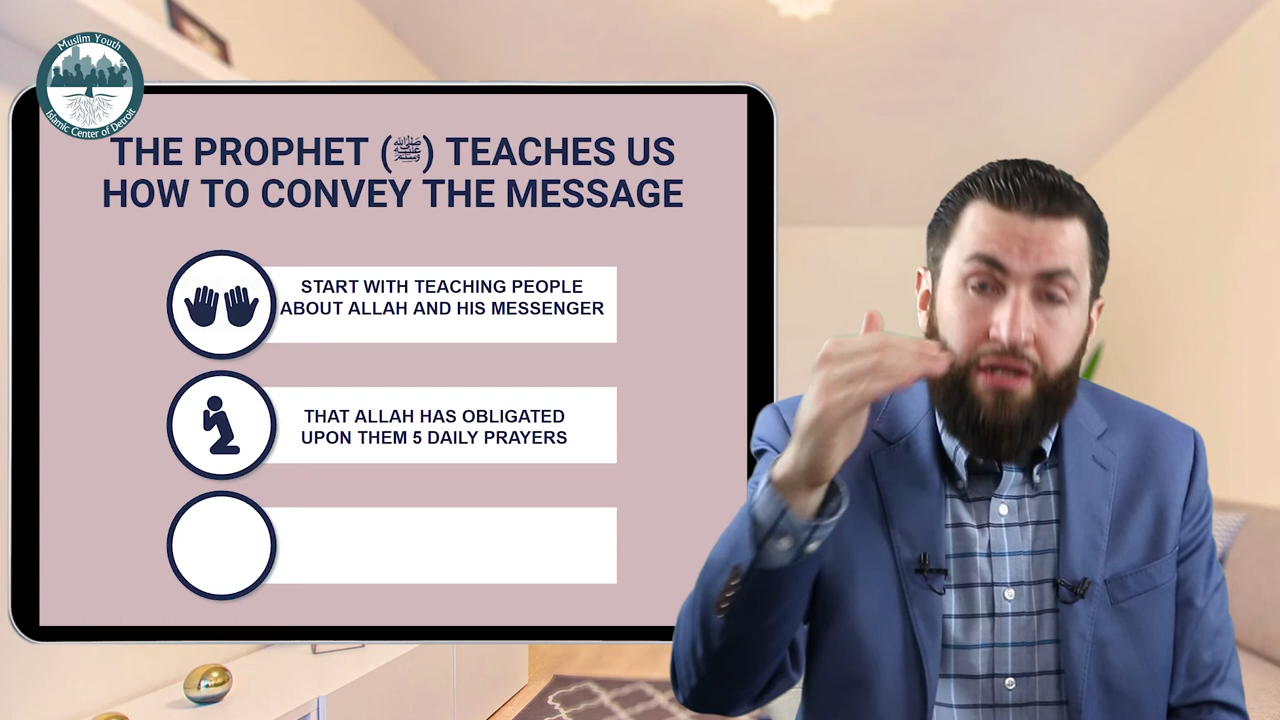 Muslim Youth
Islamic Center of Detroit
THE PROPHET (ﷺ) TEACHES US
HOW TO CONVEY THE MESSAGE
START WITH TEACHING PEOPLE
ABOUT ALLAH AND HIS MESSENGER
THAT ALLAH HAS OBLIGATED
UPON THEM 5 DAILY PRAYERS